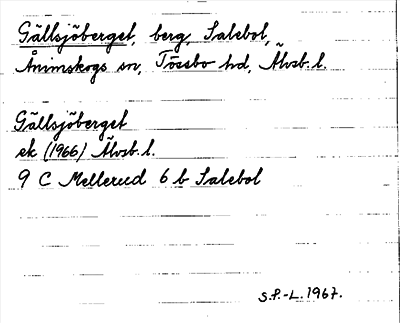 Gällsjöberget, berg, Salebol,
Ånimskogs sn, Tössbo hd, Älvsb. l.
Gällsjöberget
ek (1966) Älvsb. l.
9 C Mellerud 6 b Salebol
S.P.-L. 1967.